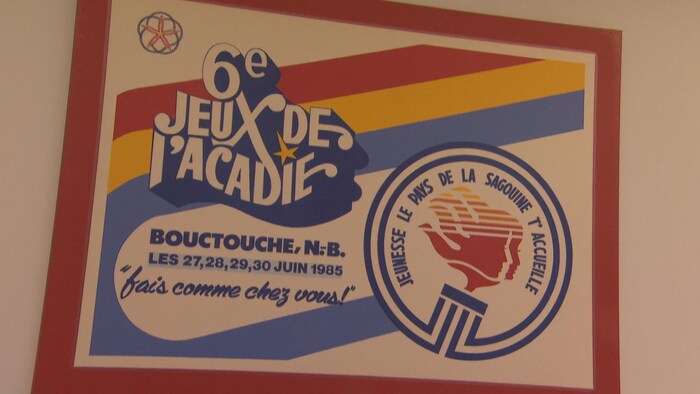 6e
JEUX DE
l'ACADIE
BOUCTOUCHE, N.-B.
LES 27, 28, 29, 30 JUIN 1985
"fais comme chez vous!"
JEUNESSE LE PAYS DE LA SAGOUINE T'ACCUEILLE